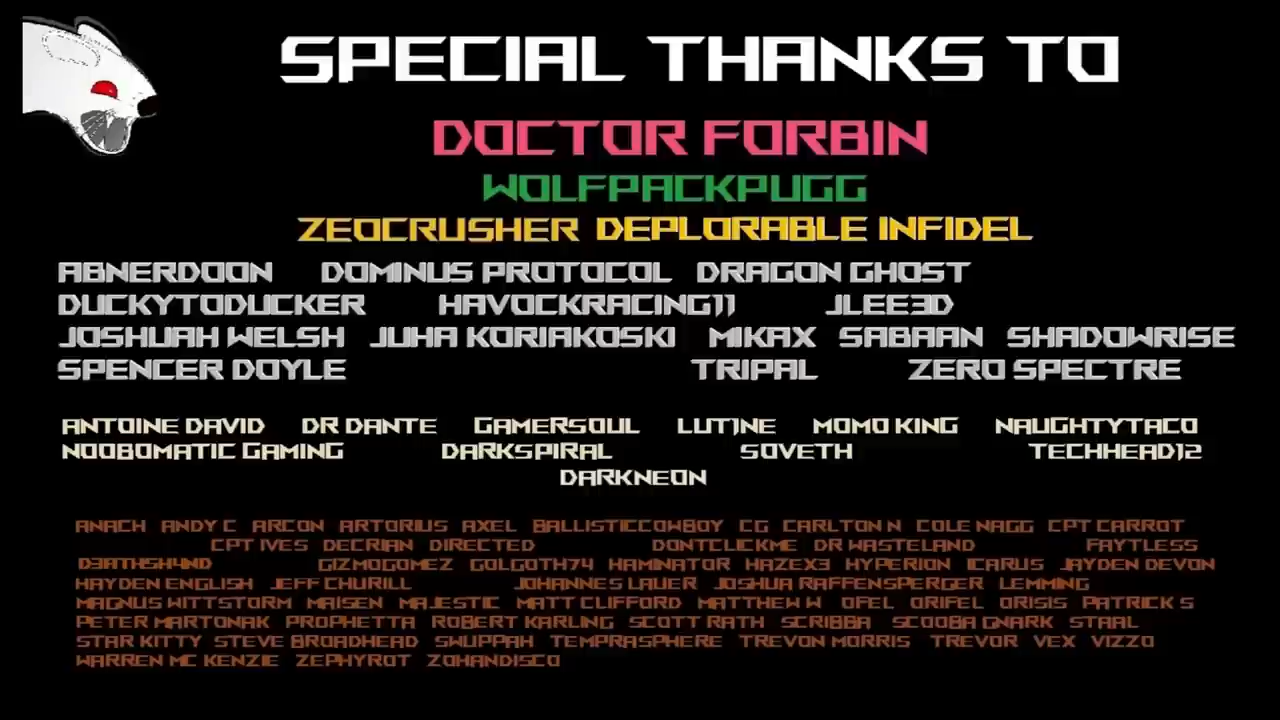 SPECIAL THANKS TO
DOCTOR FORBIN
WOLFPACKPUGG
ZEOCRUSHER DEPLORABLE INFIDEL
ABNERDOON DOMINUS PROTOCOL DRAGON GHOST
DUCKYTODUCKER HAVOCKRACING11 JLEE3D
JOSHUAH WELSH JUHA KORIAKOSKI MIKAX SABAAN SHADOWRISE
SPENCER DOYLE TRIPAL ZERO SPECTRE
ANTOINE DAVID DR DANTE GAMERSOUL LUT1NE MOMO KING NAUGHTYTACO
NOOBOMATIC GAMING DARKSPIRAL SOVETH TECHHEAD12
DARKNEON
ANACH ANDY C ARCON ARTORIUS AXEL BALLISTICCOWBOY CG CARLTON N COLE NAGG CPT CARROT
CPT IVES DECRIAN DIRECTED DONTCLICKME DR WASTELAND FAYTLESS
D3ATHSH4ND GIZMOGOMEZ GOLGOTH74 HAMINATOR HAZEX3 HYPERION ICARUS JAYDEN DEVON
HAYDEN ENGLISH JEFF CHURILL JOHANNES LAUER JOSHUA RAFFENSPERGER LEMMING
MAGNUS WITTSTORM MAISEN MAJESTIC MATT CLIFFORD MATTHEW W OFEL ORIFEL ORISIS PATRICK S
PETER MARTONAK PROPHETTA ROBERT KARLING SCOTT RATH SCRIBBA SCOOBA GNARK STAAL
STAR KITTY STEVE BROADHEAD SWUPPAH TEMPRASPHERE TREVON MORRIS TREVOR VEX VIZZO
WARREN MC KENZIE ZEPHYROT ZOHANDISCO